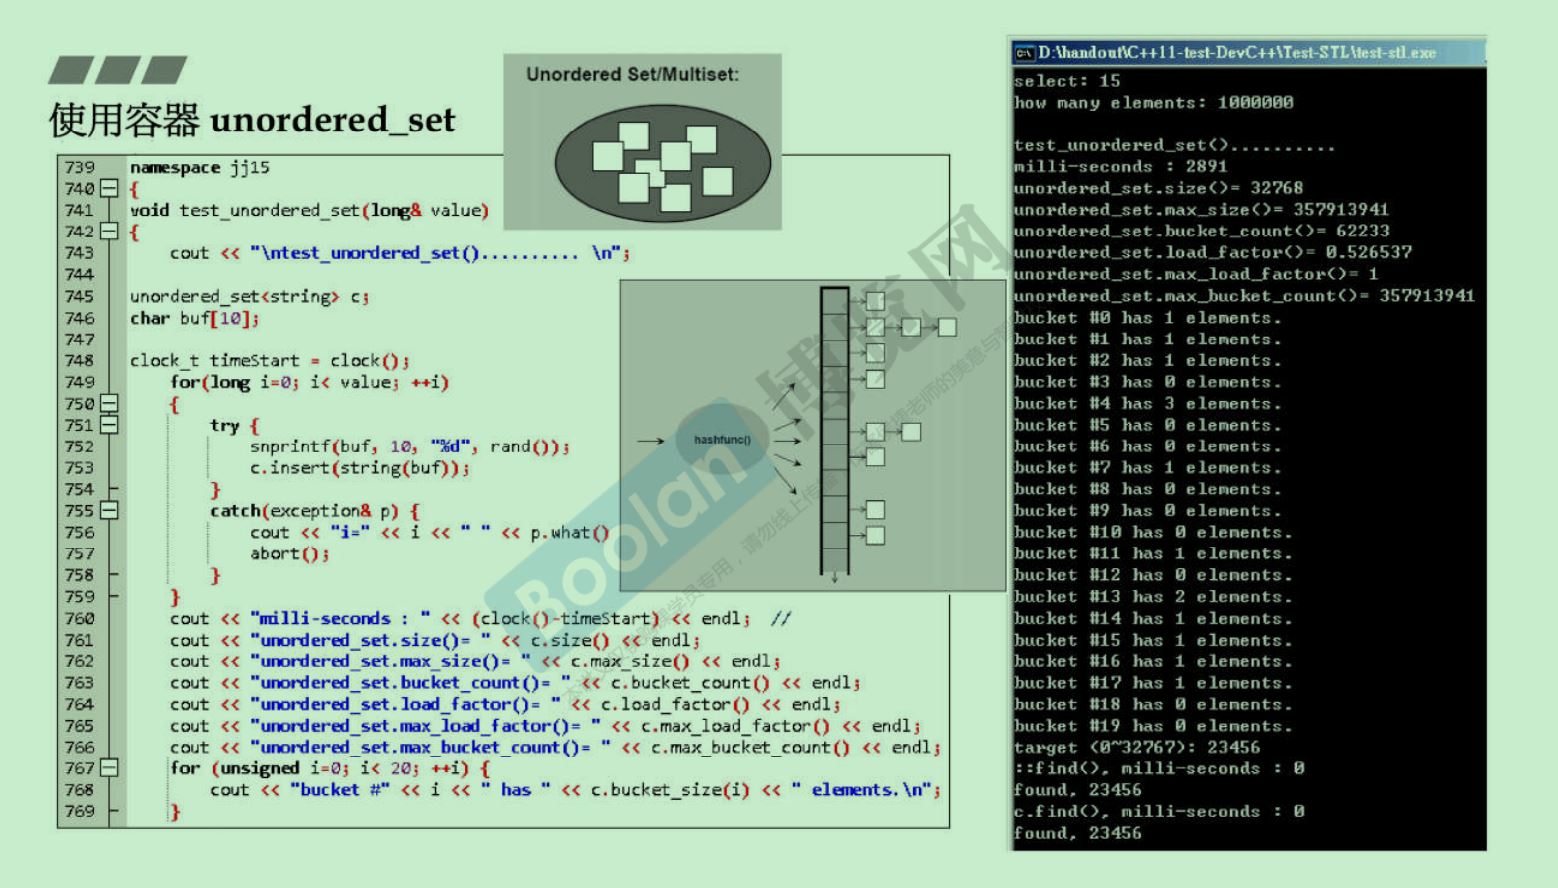 使用容器 unordered_set
Unordered Set/Multiset:
739 namespace jj15
740 {
741 void test_unordered_set(long& value)
742 {
743     cout << "\ntest_unordered_set().......... \n";
744
745 unordered_set<string> c;
746 char buf[10];
747
748 clock_t timeStart = clock();
749     for(long i=0; i< value; ++i)
750     {
751         try {
752             snprintf(buf, 10, "%d", rand());
753             c.insert(string(buf));
754         }
755         catch(exception& p) {
756             cout << "i=" << i << " " << p.what()
757             abort();
758         }
759     }
760     cout << "milli-seconds : " << (clock()-timeStart) << endl;  //
761     cout << "unordered_set.size()= " << c.size() << endl;
762     cout << "unordered_set.max_size()= " << c.max_size() << endl;
763     cout << "unordered_set.bucket_count()= " << c.bucket_count() << endl;
764     cout << "unordered_set.load_factor()= " << c.load_factor() << endl;
765     cout << "unordered_set.max_load_factor()= " << c.max_load_factor() << endl;
766     cout << "unordered_set.max_bucket_count()= " << c.max_bucket_count() << endl;
767     for (unsigned i=0; i< 20; ++i) {
768         cout << "bucket #" << i << " has " << c.bucket_size(i) << " elements.\n";
769     }
hashfunc()
Boolan
博览网
D:\handout\C++11-test-DevC++\Test-STL\test-stl.exe
select: 15
how many elements: 1000000
test_unordered_set()..........
milli-seconds : 2891
unordered_set.size()= 32768
unordered_set.max_size()= 357913941
unordered_set.bucket_count()= 62233
unordered_set.load_factor()= 0.526537
unordered_set.max_load_factor()= 1
unordered_set.max_bucket_count()= 357913941
bucket #0 has 1 elements.
bucket #1 has 1 elements.
bucket #2 has 1 elements.
bucket #3 has 0 elements.
bucket #4 has 3 elements.
bucket #5 has 0 elements.
bucket #6 has 0 elements.
bucket #7 has 1 elements.
bucket #8 has 0 elements.
bucket #9 has 0 elements.
bucket #10 has 0 elements.
bucket #11 has 1 elements.
bucket #12 has 0 elements.
bucket #13 has 2 elements.
bucket #14 has 1 elements.
bucket #15 has 1 elements.
bucket #16 has 1 elements.
bucket #17 has 1 elements.
bucket #18 has 0 elements.
bucket #19 has 0 elements.
target (0~32767): 23456
::find(), milli-seconds : 0
found, 23456
c.find(), milli-seconds : 0
found, 23456